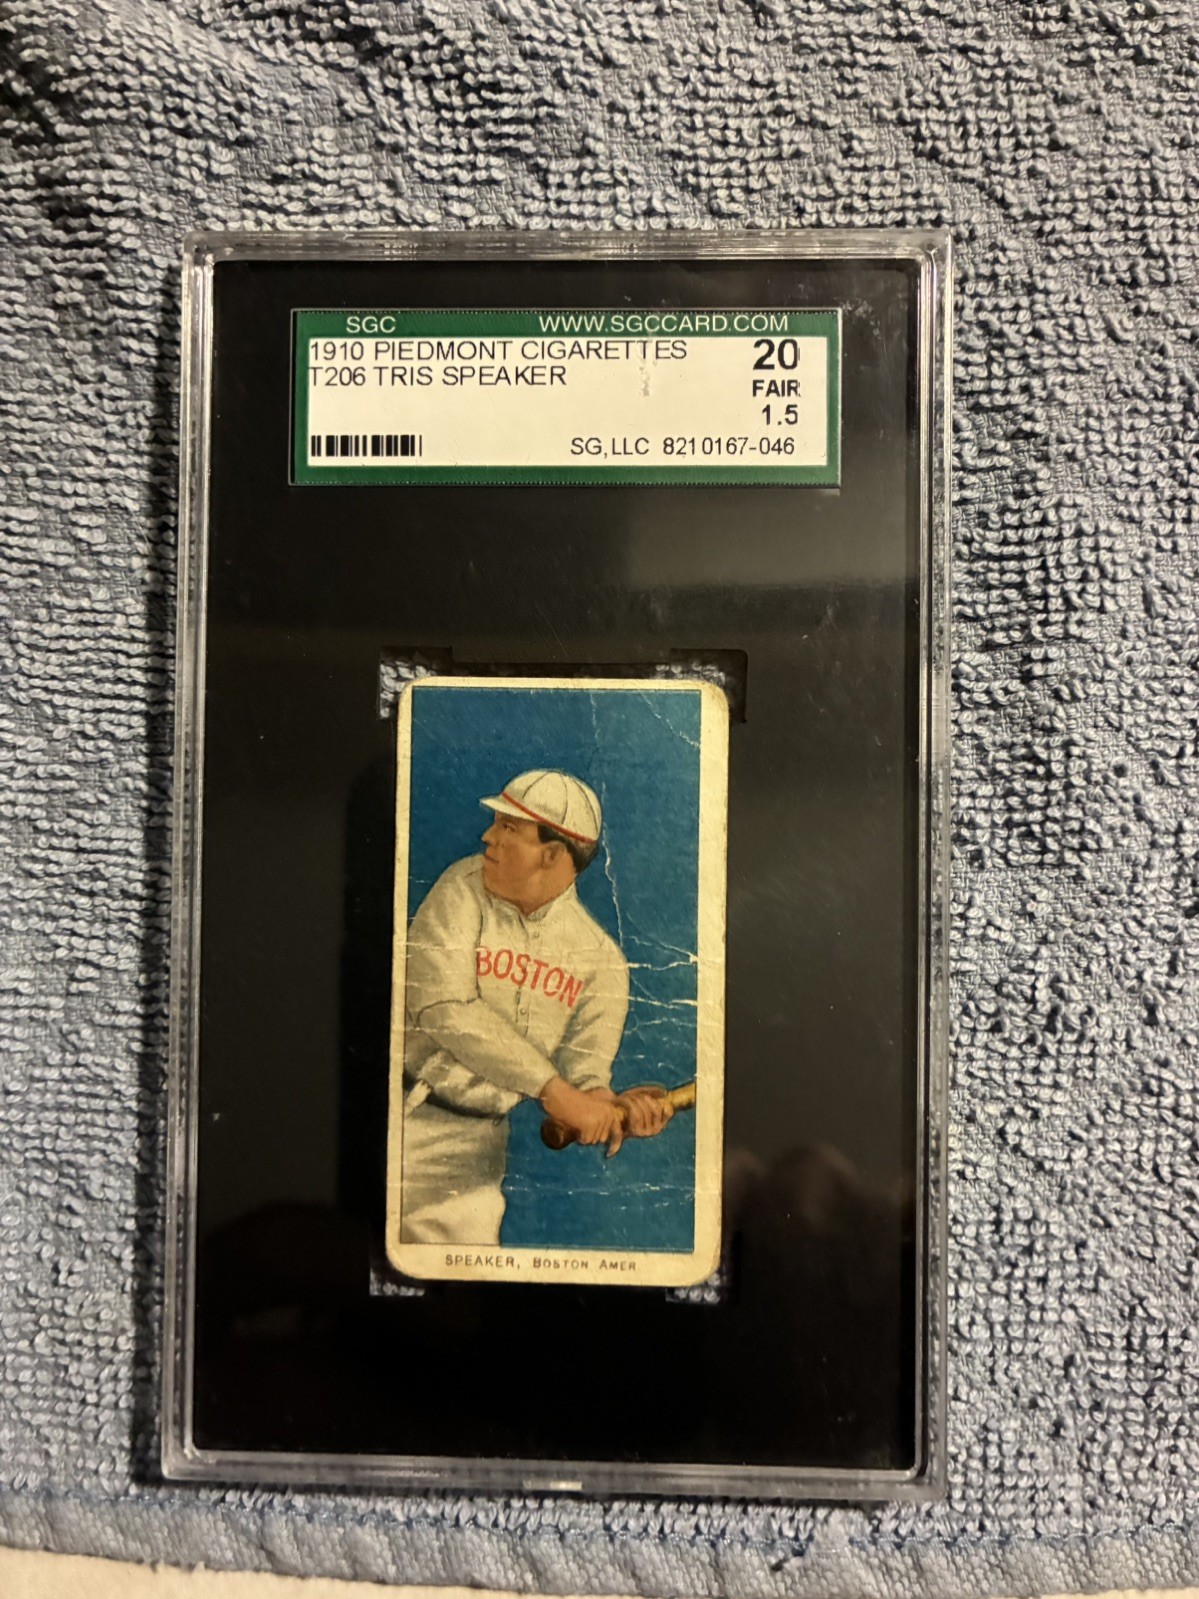 SGC WWW.SGCCARD.COM
1910 PIEDMONT CIGARETTES 20
T206 TRIS SPEAKER FAIR
1.5
SG, LLC 8210167-046
BOSTON
SPEAKER, BOSTON AMER